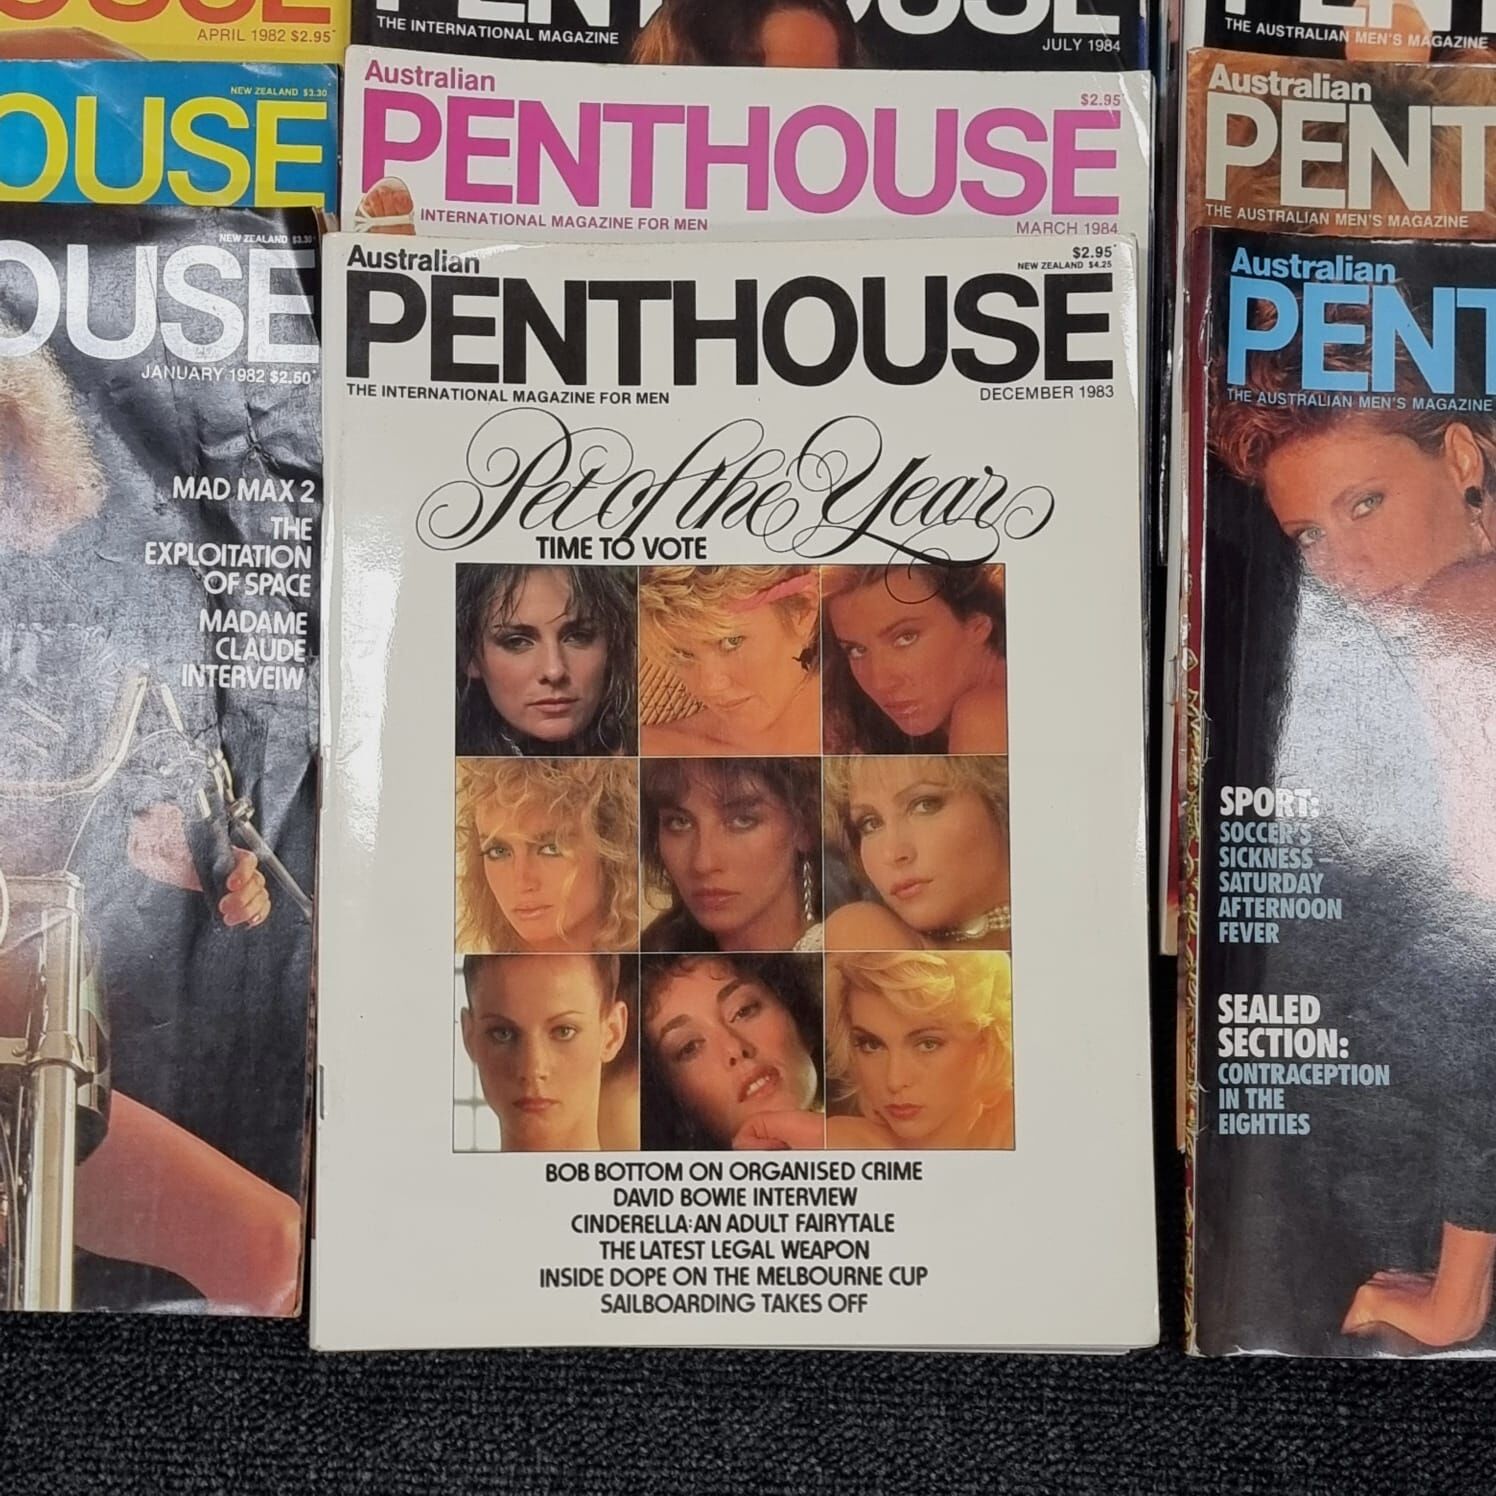 APRIL 1982 $2.95
THE INTERNATIONAL MAGAZINE
JULY 1984
THE AUSTRALIAN MEN'S MAGAZINE
NEW ZEALAND $3.30
OUSE
Australian
$2.95
PENTHOUSE
INTERNATIONAL MAGAZINE FOR MEN
MARCH 1984
Australian
PENT
THE AUSTRALIAN MEN'S MAGAZINE
NEW ZEALAND $3.30
OUSE
JANUARY 1982 $2.50
MAD MAX 2
THE
EXPLOITATION
OF SPACE
MADAME
CLAUDE
INTERVEIW
Australian
$2.95
NEW ZEALAND $4.25
PENTHOUSE
THE INTERNATIONAL MAGAZINE FOR MEN
DECEMBER 1983
Pet of the Year
TIME TO VOTE
BOB BOTTOM ON ORGANISED CRIME
DAVID BOWIE INTERVIEW
CINDERELLA: AN ADULT FAIRYTALE
THE LATEST LEGAL WEAPON
INSIDE DOPE ON THE MELBOURNE CUP
SAILBOARDING TAKES OFF
Australian
PENT
THE AUSTRALIAN MEN'S MAGAZINE
SPORT:
SOCCER'S
SICKNESS –
SATURDAY
AFTERNOON
FEVER
SEALED
SECTION:
CONTRACEPTION
IN THE
EIGHTIES